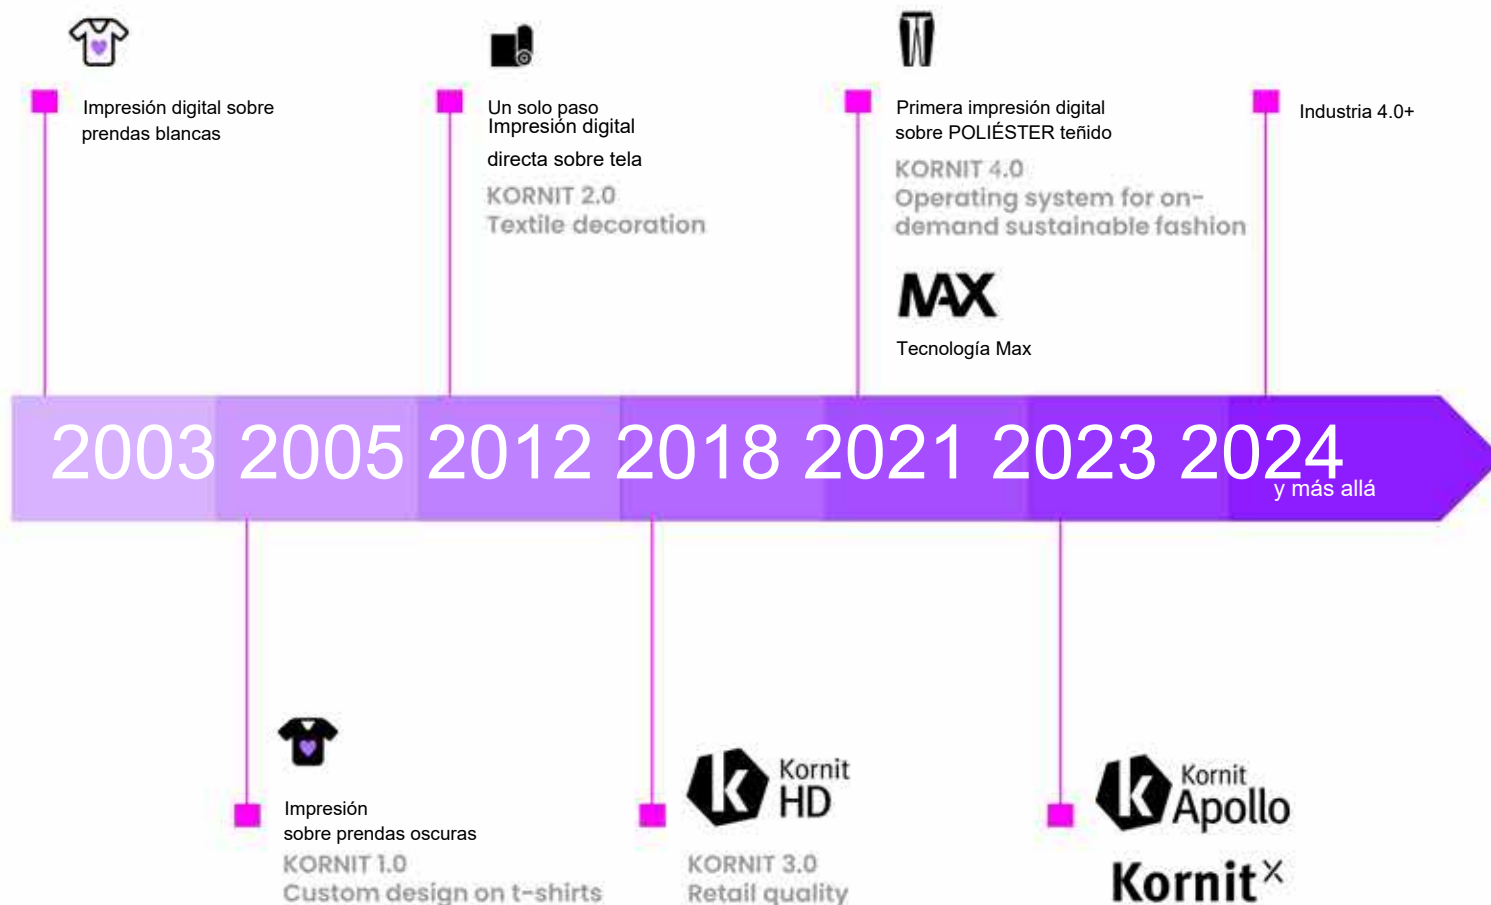 Impresión digital sobre
prendas blancas
Un solo paso
Impresión digital
directa sobre tela
KORNIT 2.0
Textile decoration
Primera impresión digital
sobre POLIÉSTER teñido
KORNIT 4.0
Operating system for on-
demand sustainable fashion
MAX
Tecnología Max
Industria 4.0+
2003 2005 2012 2018 2021 2023 2024
y más allá
Impresión
sobre prendas oscuras
KORNIT 1.0
Custom design on t-shirts
k Kornit
HD
KORNIT 3.0
Retail quality
k Kornit
Apollo
Kornit X